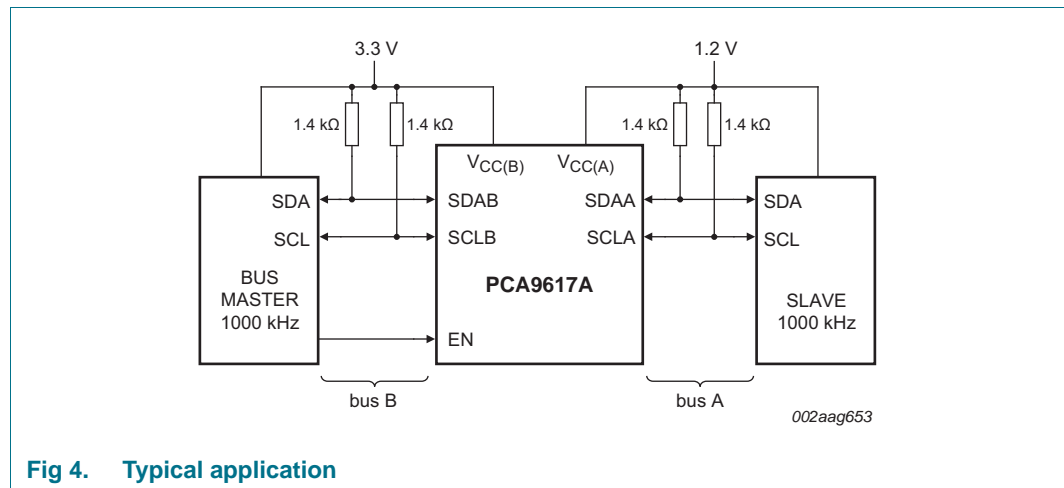 3.3 V
1.2 V
1.4 kΩ
1.4 kΩ
1.4 kΩ
1.4 kΩ
VCC(B)
VCC(A)
SDA
SDAB
SDAA
SDA
SCL
SCLB
SCLA
SCL
BUS
MASTER
1000 kHz
PCA9617A
SLAVE
1000 kHz
EN
bus B
bus A
002aag653
Fig 4. Typical application